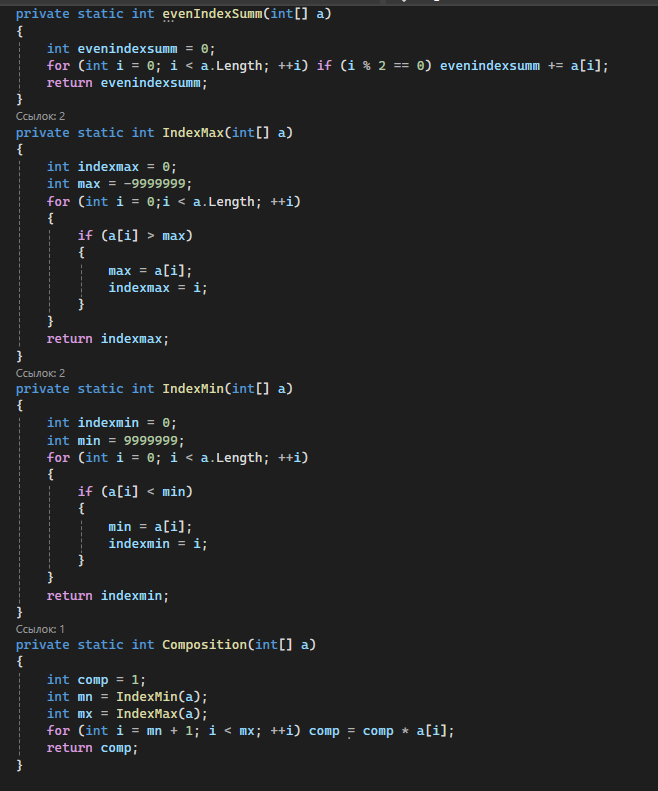 private static int evenIndexSumm(int[] a)
{
    int evenindexsumm = 0;
    for (int i = 0; i < a.Length; ++i) if (i % 2 == 0) evenindexsumm += a[i];
    return evenindexsumm;
}
Ссылок: 2
private static int IndexMax(int[] a)
{
    int indexmax = 0;
    int max = -9999999;
    for (int i = 0;i < a.Length; ++i)
    {
        if (a[i] > max)
        {
            max = a[i];
            indexmax = i;
        }
    }
    return indexmax;
}
Ссылок: 2
private static int IndexMin(int[] a)
{
    int indexmin = 0;
    int min = 9999999;
    for (int i = 0; i < a.Length; ++i)
    {
        if (a[i] < min)
        {
            min = a[i];
            indexmin = i;
        }
    }
    return indexmin;
}
Ссылок: 1
private static int Composition(int[] a)
{
    int comp = 1;
    int mn = IndexMin(a);
    int mx = IndexMax(a);
    for (int i = mn + 1; i < mx; ++i) comp = comp * a[i];
    return comp;
}